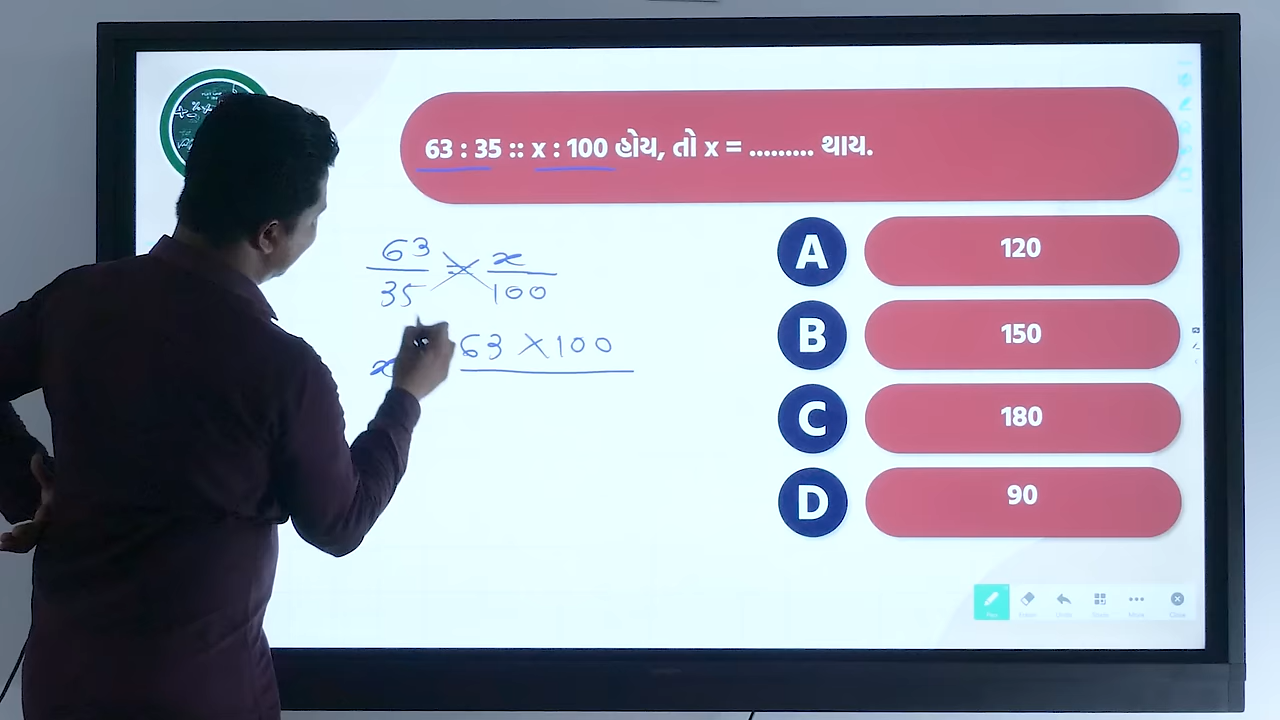 63 : 35 :: x : 100 હોય, તો x = ......... થાય.
63 x
35 100
x 63 × 100
A 120
B 150
C 180
D 90